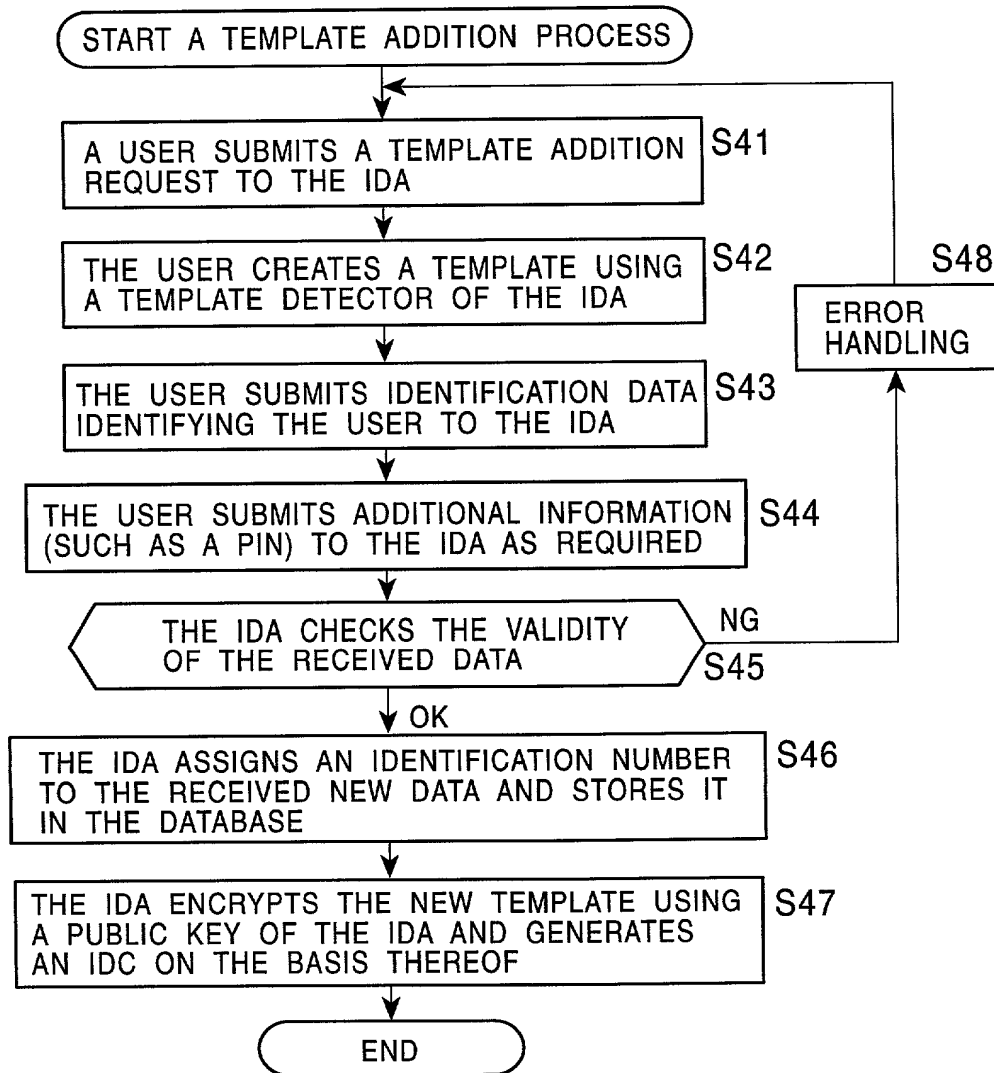 START A TEMPLATE ADDITION PROCESS
A USER SUBMITS A TEMPLATE ADDITION
REQUEST TO THE IDA
S41
THE USER CREATES A TEMPLATE USING
A TEMPLATE DETECTOR OF THE IDA
S42
S48
ERROR
HANDLING
THE USER SUBMITS IDENTIFICATION DATA
IDENTIFYING THE USER TO THE IDA
S43
THE USER SUBMITS ADDITIONAL INFORMATION
(SUCH AS A PIN) TO THE IDA AS REQUIRED
S44
THE IDA CHECKS THE VALIDITY
OF THE RECEIVED DATA
NG
S45
OK
THE IDA ASSIGNS AN IDENTIFICATION NUMBER
TO THE RECEIVED NEW DATA AND STORES IT
IN THE DATABASE
S46
THE IDA ENCRYPTS THE NEW TEMPLATE USING
A PUBLIC KEY OF THE IDA AND GENERATES
AN IDC ON THE BASIS THEREOF
S47
END